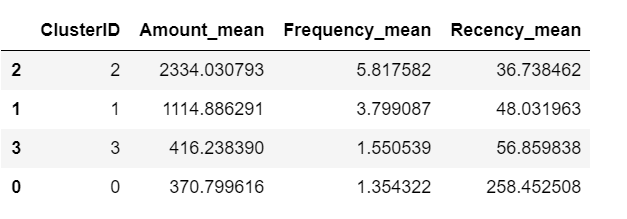 ClusterID Amount_mean Frequency_mean Recency_mean
2 2 2334.030793 5.817582 36.738462
1 1 1114.886291 3.799087 48.031963
3 3 416.238390 1.550539 56.859838
0 0 370.799616 1.354322 258.452508